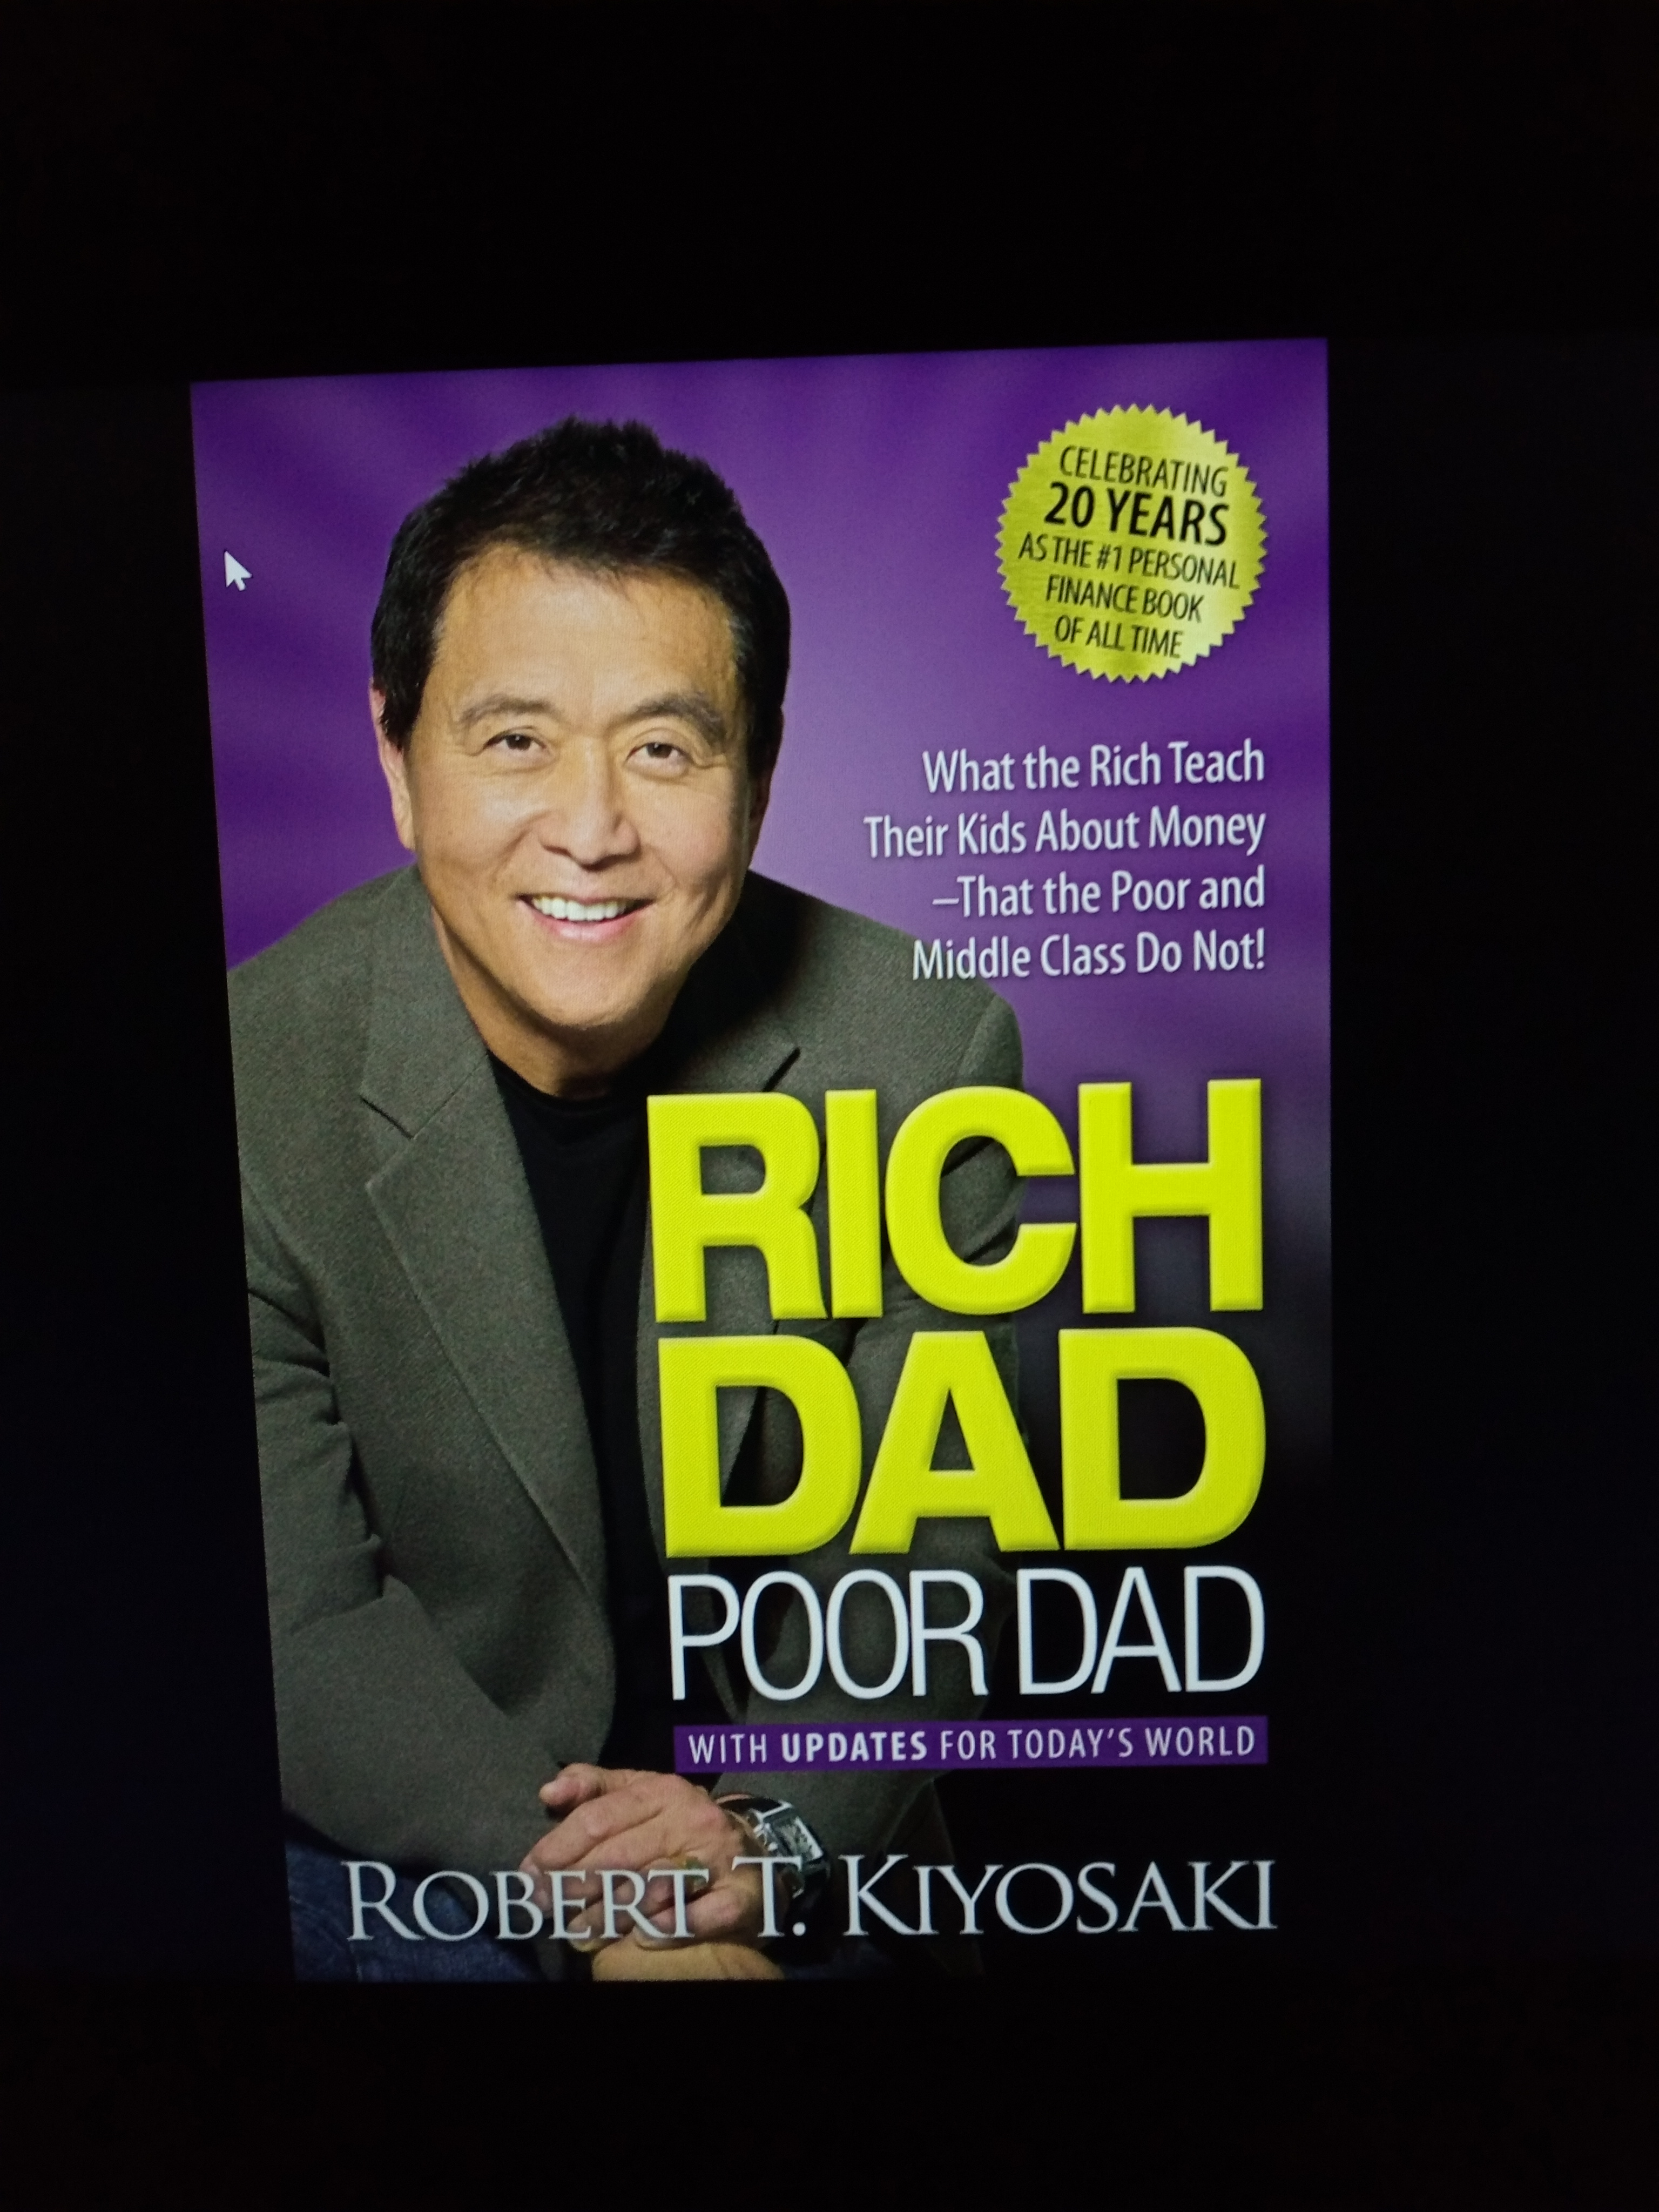 CELEBRATING
20 YEARS
AS THE #1 PERSONAL
FINANCE BOOK
OF ALL TIME
What the Rich Teach
Their Kids About Money
–That the Poor and
Middle Class Do Not!
RICH
DAD
POOR DAD
WITH UPDATES FOR TODAY'S WORLD
ROBERT T. KIYOSAKI